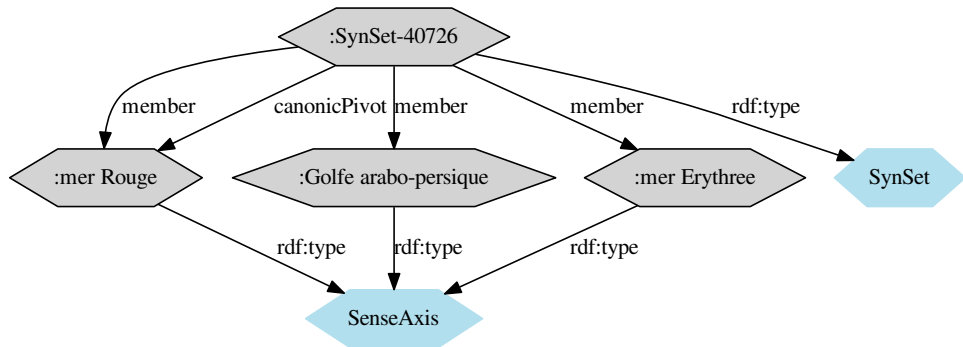 :SynSet-40726
member
canonicPivot
member
member
rdf:type
:mer Rouge
:Golfe arabo-persique
:mer Erythree
SynSet
rdf:type
rdf:type
rdf:type
SenseAxis